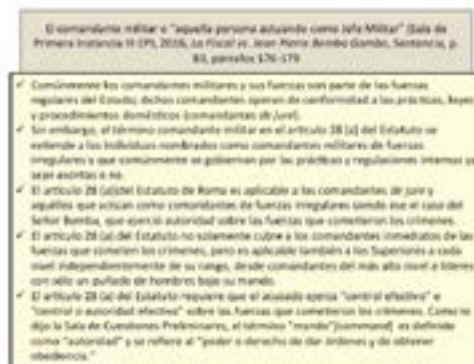 El comandante militar o "aquella persona actuando como Jefe Militar" (Sala de
Primera Instancia III CPI, 2016, La Fiscal vs. Jean Pierre Bemba Gombo, Sentencia, p.
83, párrafos 176-179
✓ Comúnmente los comandantes militares y sus fuerzas son parte de las fuerzas
regulares del Estado; dichos comandantes operan de conformidad a las prácticas, leyes
y procedimientos domésticos (comandantes de jure).
✓ Sin embargo, el término comandante militar en el artículo 28 (a) del Estatuto se
extiende a los individuos nombrados como comandantes militares de fuerzas
irregulares o que comúnmente se gobiernan por las prácticas y regulaciones internas ya
sean escritas o no.
✓ El artículo 28 (a)del Estatuto de Roma es aplicable a los comandantes de jure y
aquellos que actúan como comandantes de fuerzas irregulares siendo ese el caso del
Señor Bemba, que ejerció autoridad sobre las fuerzas que cometieron los crímenes.
✓ El artículo 28 (a) del Estatuto no solamente cubre a los comandantes inmediatos de las
fuerzas que cometen los crímenes, pero es aplicable también a los Superiores a cada
nivel independientemente de su rango, desde comandantes del más alto nivel a líderes
con sólo un puñado de hombres bajo su mando.
✓ El artículo 28 (a) del Estatuto requiere que el acusado ejerza "control efectivo" o
"control o autoridad efectiva" sobre las fuerzas que cometieron los crímenes. Como lo
dijo la Sala de Cuestiones Preliminares, el término "mando"(command) es definido
como "autoridad" y se refiere al "poder o derecho de dar órdenes y de obtener
obediencia."